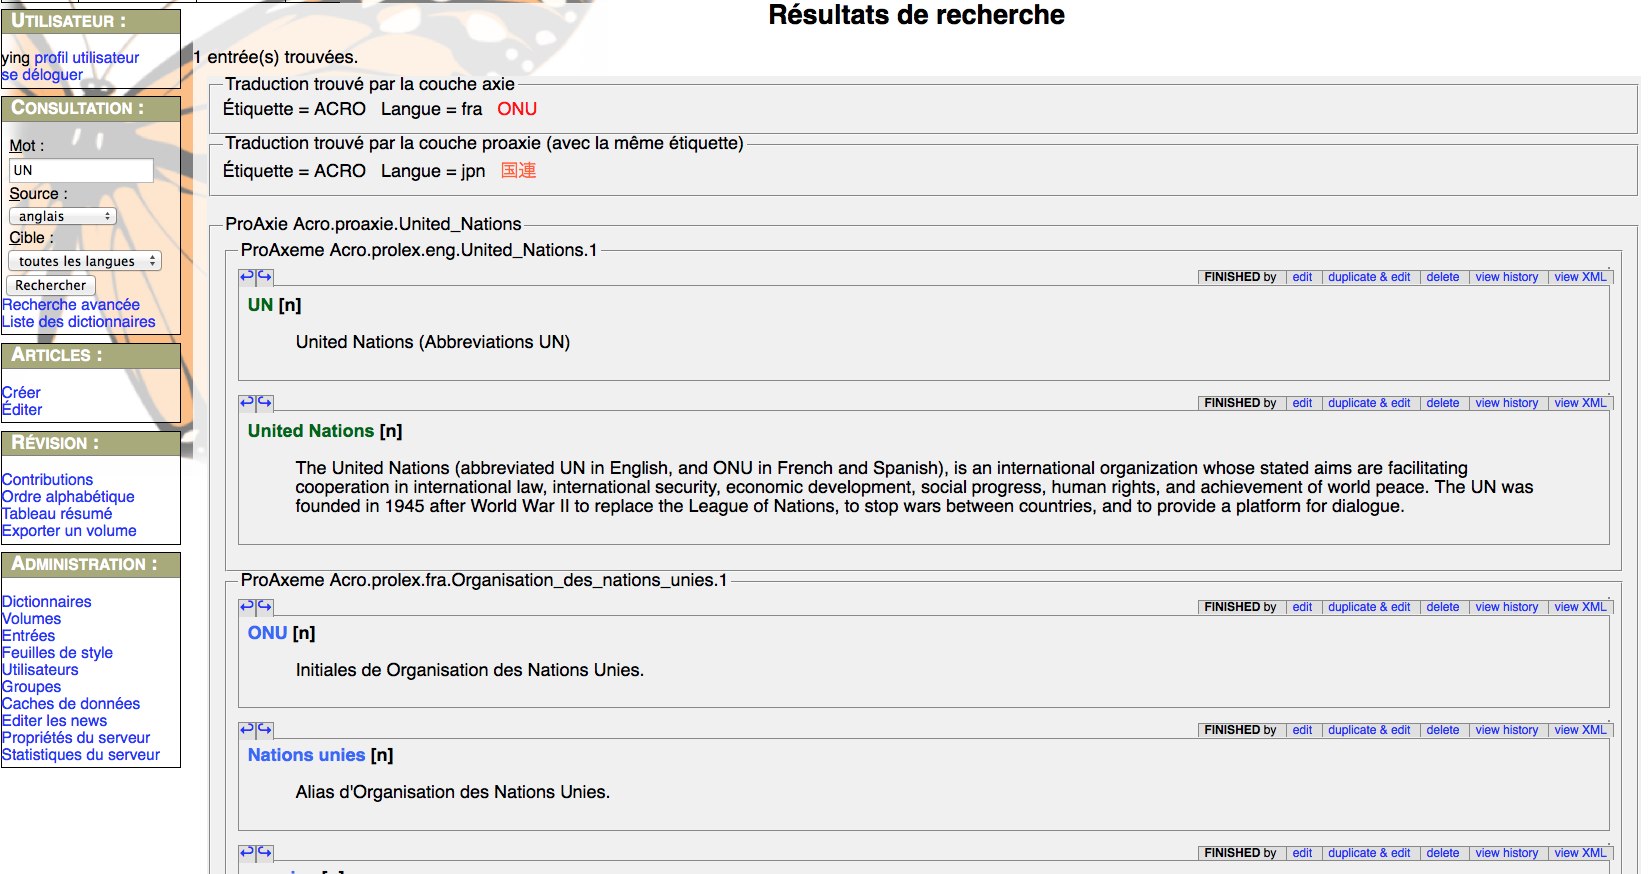 UTILISATEUR :
ying profil utilisateur
se déloguer
CONSULTATION :
Mot :
UN
Source :
anglais
Cible :
toutes les langues
Rechercher
Recherche avancée
Liste des dictionnaires
ARTICLES :
Créer
Éditer
RÉVISION :
Contributions
Ordre alphabétique
Tableau résumé
Exporter un volume
ADMINISTRATION :
Dictionnaires
Volumes
Entrées
Feuilles de style
Utilisateurs
Groupes
Caches de données
Editer les news
Propriétés du serveur
Statistiques du serveur
Résultats de recherche
1 entrée(s) trouvées.
Traduction trouvé par la couche axie
Étiquette = ACRO Langue = fra ONU
Traduction trouvé par la couche proaxie (avec la même étiquette)
Étiquette = ACRO Langue = jpn 国連
ProAxie Acro.proaxie.United_Nations
ProAxeme Acro.prolex.eng.United_Nations.1
FINISHED by edit duplicate & edit delete view history view XML
UN [n]
United Nations (Abbreviations UN)
FINISHED by edit duplicate & edit delete view history view XML
United Nations [n]
The United Nations (abbreviated UN in English, and ONU in French and Spanish), is an international organization whose stated aims are facilitating
cooperation in international law, international security, economic development, social progress, human rights, and achievement of world peace. The UN was
founded in 1945 after World War II to replace the League of Nations, to stop wars between countries, and to provide a platform for dialogue.
ProAxeme Acro.prolex.fra.Organisation_des_nations_unies.1
FINISHED by edit duplicate & edit delete view history view XML
ONU [n]
Initiales de Organisation des Nations Unies.
FINISHED by edit duplicate & edit delete view history view XML
Nations unies [n]
Alias d'Organisation des Nations Unies.
FINISHED by edit duplicate & edit delete view history view XML